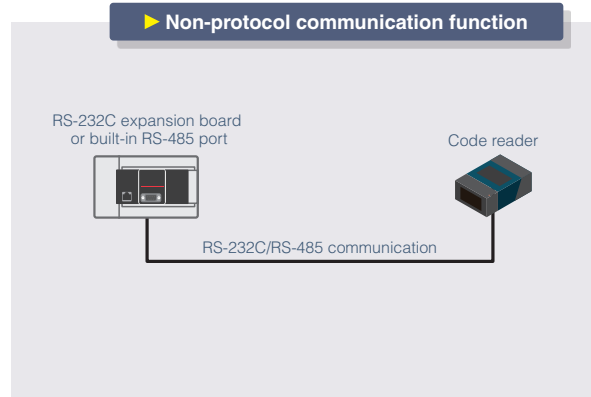 ► Non-protocol communication function
RS-232C expansion board
or built-in RS-485 port
Code reader
RS-232C/RS-485 communication